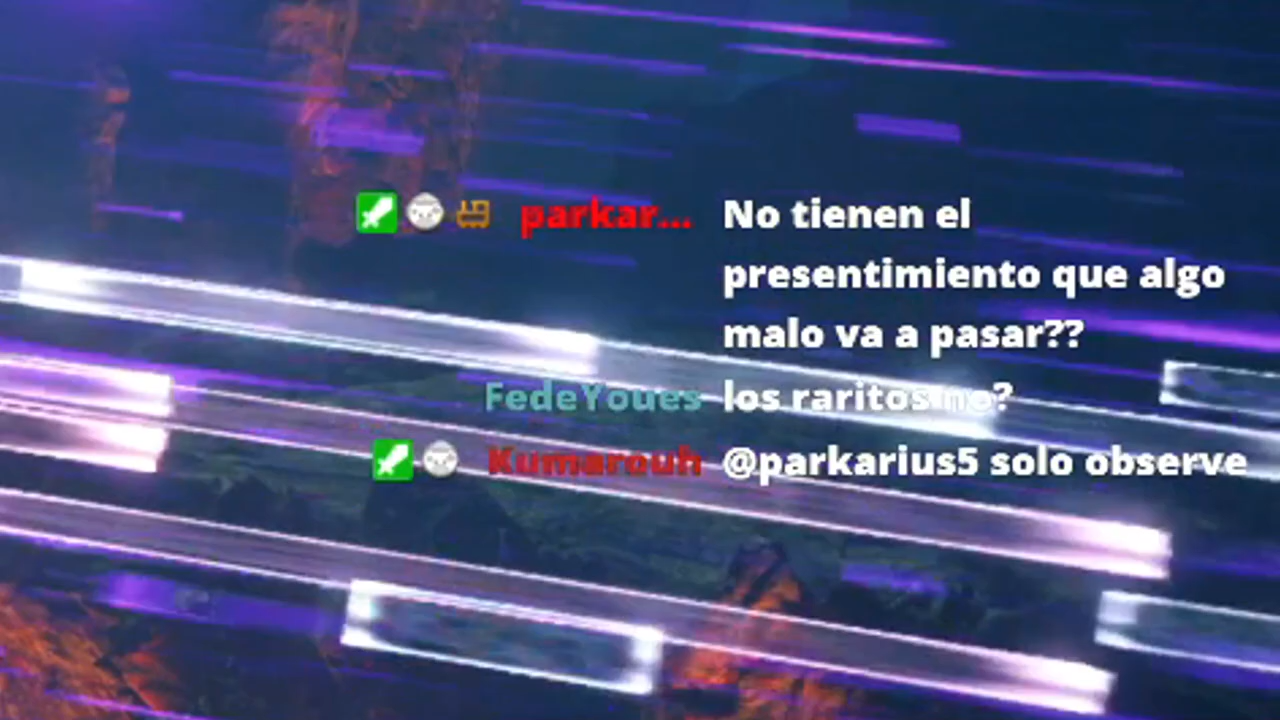 parkar... No tienen el
presentimiento que algo
malo va a pasar??
FedeYoues los raritos no?
Kumarouh @parkarius5 solo observe